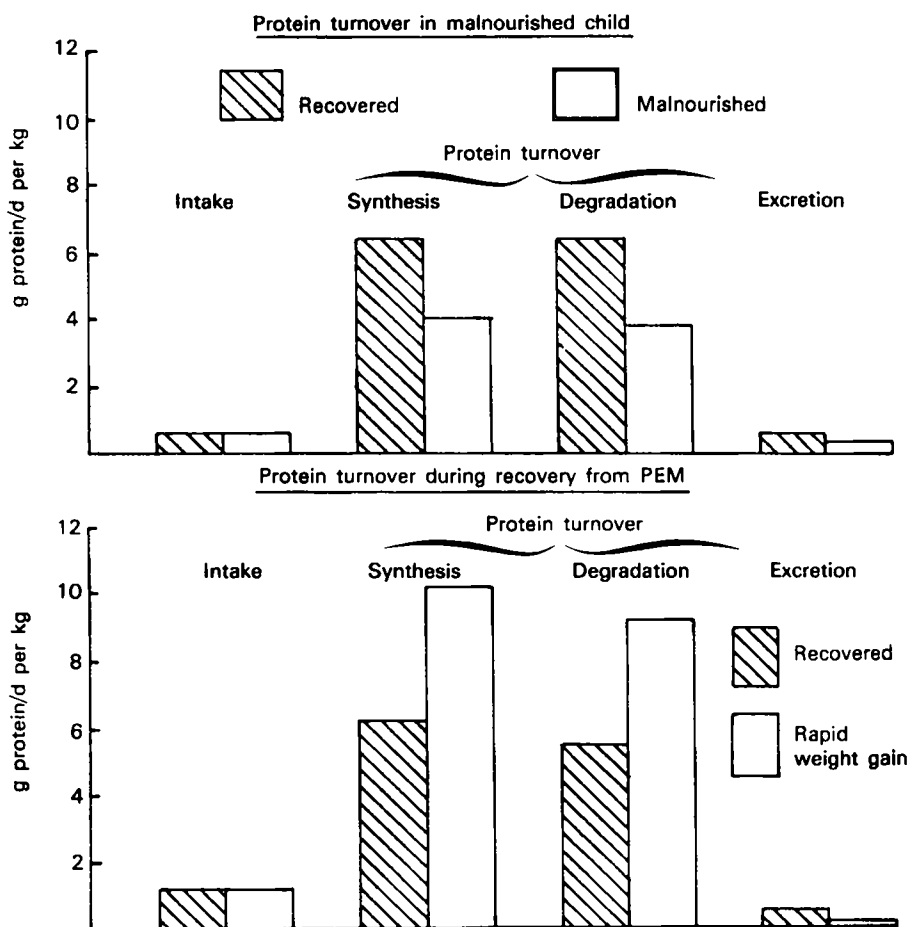 Protein turnover in malnourished child
12
10
8
6
4
2
g protein/d per kg
Recovered
Malnourished
Protein turnover
Intake
Synthesis
Degradation
Excretion
Protein turnover during recovery from PEM
12
10
8
6
4
2
g protein/d per kg
Protein turnover
Intake
Synthesis
Degradation
Excretion
Recovered
Rapid
weight gain